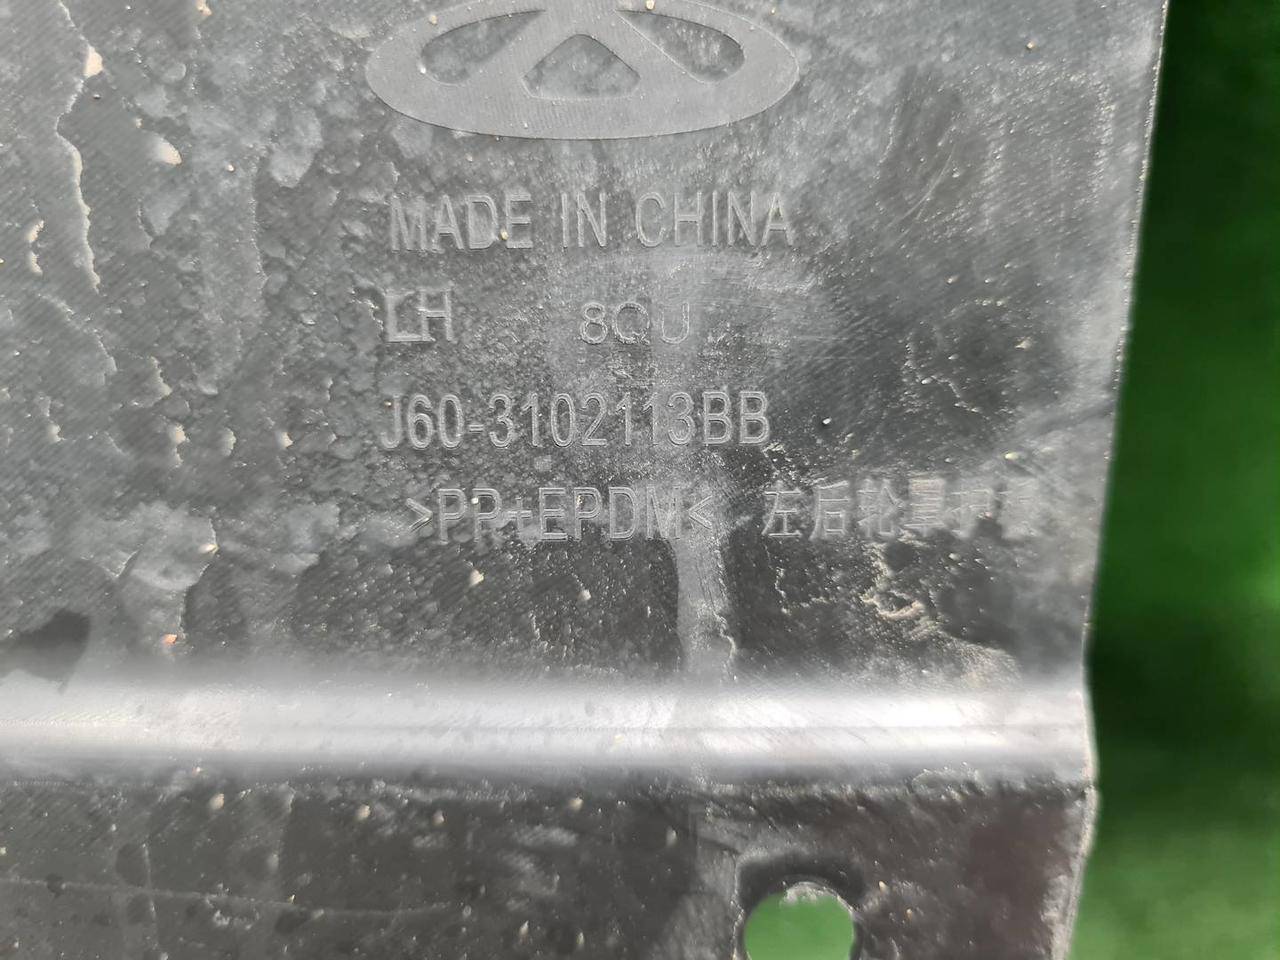 MADE IN CHINA
LH 8QU
J60-3102113BB
>PP+EPDM< 左后轮罩护